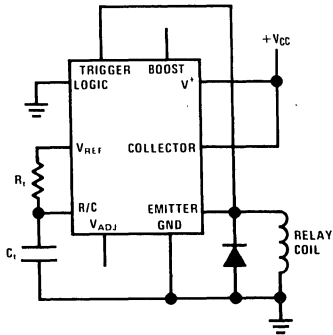 +VCC
TRIGGER BOOST
LOGIC V+
VREF COLLECTOR
Rt
R/C EMITTER
VADJ GND
Ct
RELAY
COIL